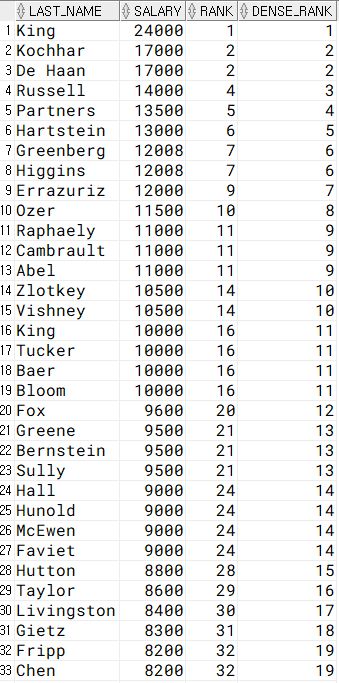 LAST_NAME SALARY RANK DENSE_RANK
1 King 24000 1 1
2 Kochhar 17000 2 2
3 De Haan 17000 2 2
4 Russell 14000 4 3
5 Partners 13500 5 4
6 Hartstein 13000 6 5
7 Greenberg 12008 7 6
8 Higgins 12008 7 6
9 Errazuriz 12000 9 7
10 Ozer 11500 10 8
11 Raphaely 11000 11 9
12 Cambrault 11000 11 9
13 Abel 11000 11 9
14 Zlotkey 10500 14 10
15 Vishney 10500 14 10
16 King 10000 16 11
17 Tucker 10000 16 11
18 Baer 10000 16 11
19 Bloom 10000 16 11
20 Fox 9600 20 12
21 Greene 9500 21 13
22 Bernstein 9500 21 13
23 Sully 9500 21 13
24 Hall 9000 24 14
25 Hunold 9000 24 14
26 McEwen 9000 24 14
27 Faviet 9000 24 14
28 Hutton 8800 28 15
29 Taylor 8600 29 16
30 Livingston 8400 30 17
31 Gietz 8300 31 18
32 Fripp 8200 32 19
33 Chen 8200 32 19